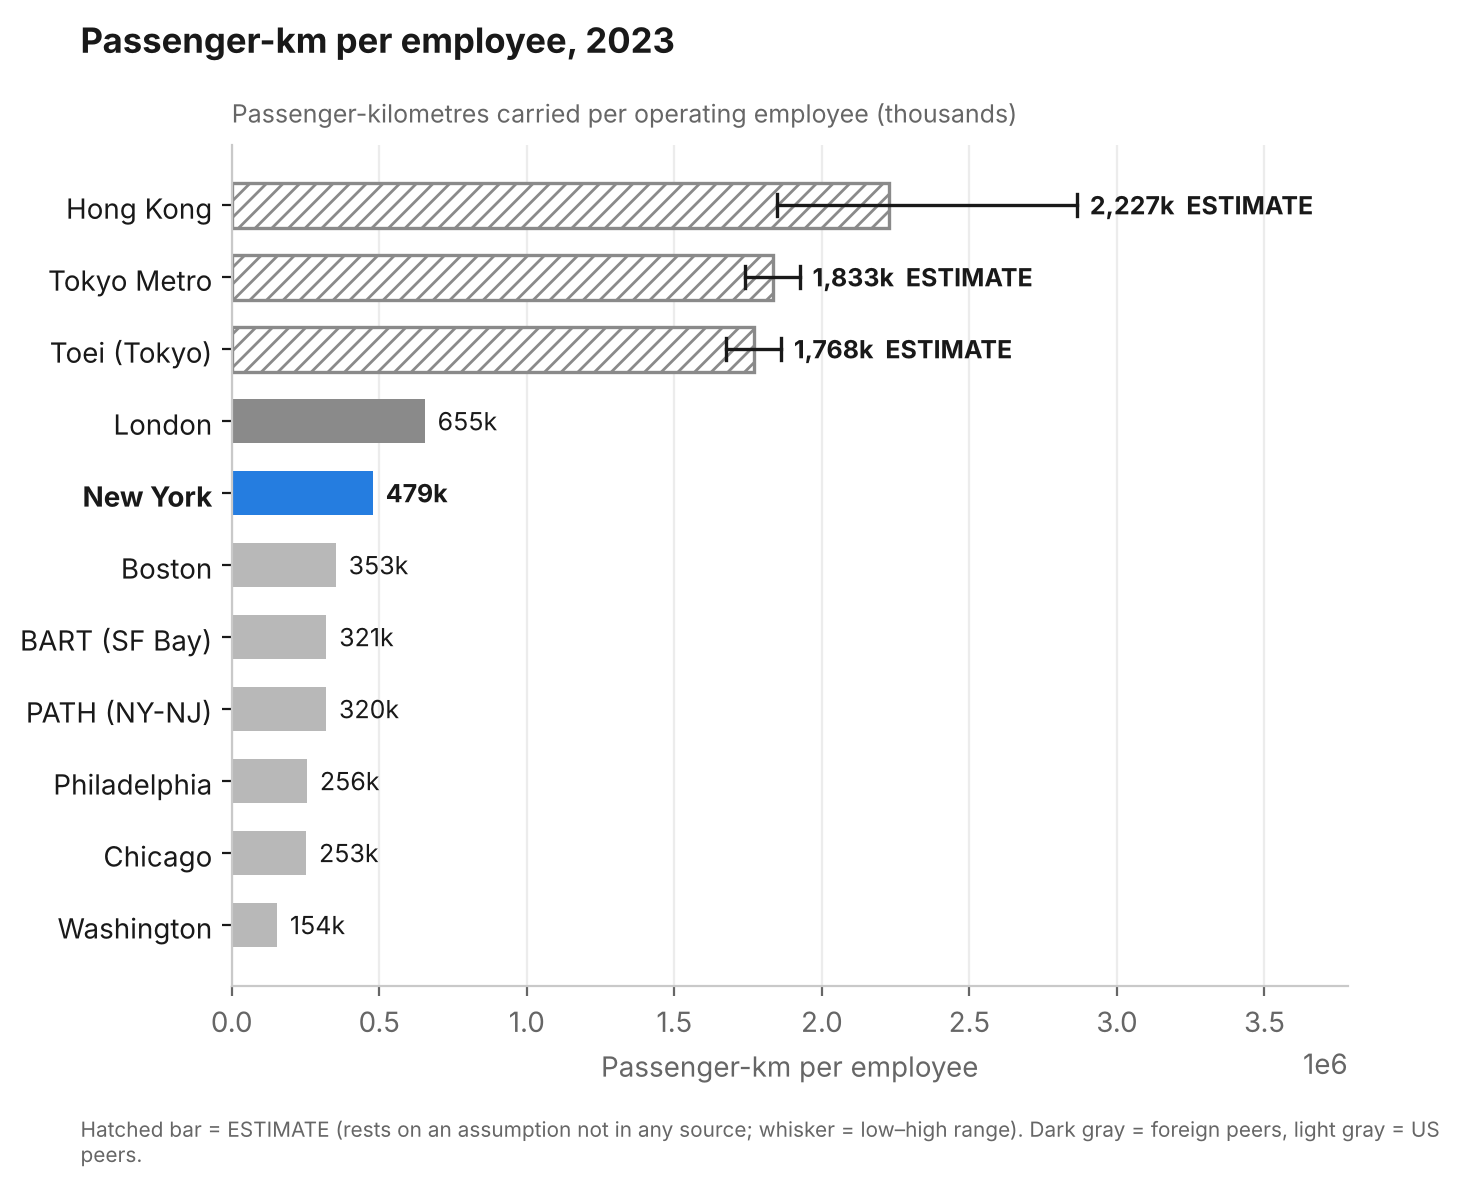 Passenger-km per employee, 2023
Passenger-kilometres carried per operating employee (thousands)
Hong Kong 2,227k ESTIMATE
Tokyo Metro 1,833k ESTIMATE
Toei (Tokyo) 1,768k ESTIMATE
London 655k
New York 479k
Boston 353k
BART (SF Bay) 321k
PATH (NY-NJ) 320k
Philadelphia 256k
Chicago 253k
Washington 154k
0.0 0.5 1.0 1.5 2.0 2.5 3.0 3.5
Passenger-km per employee 1e6
Hatched bar = ESTIMATE (rests on an assumption not in any source; whisker = low–high range). Dark gray = foreign peers, light gray = US
peers.